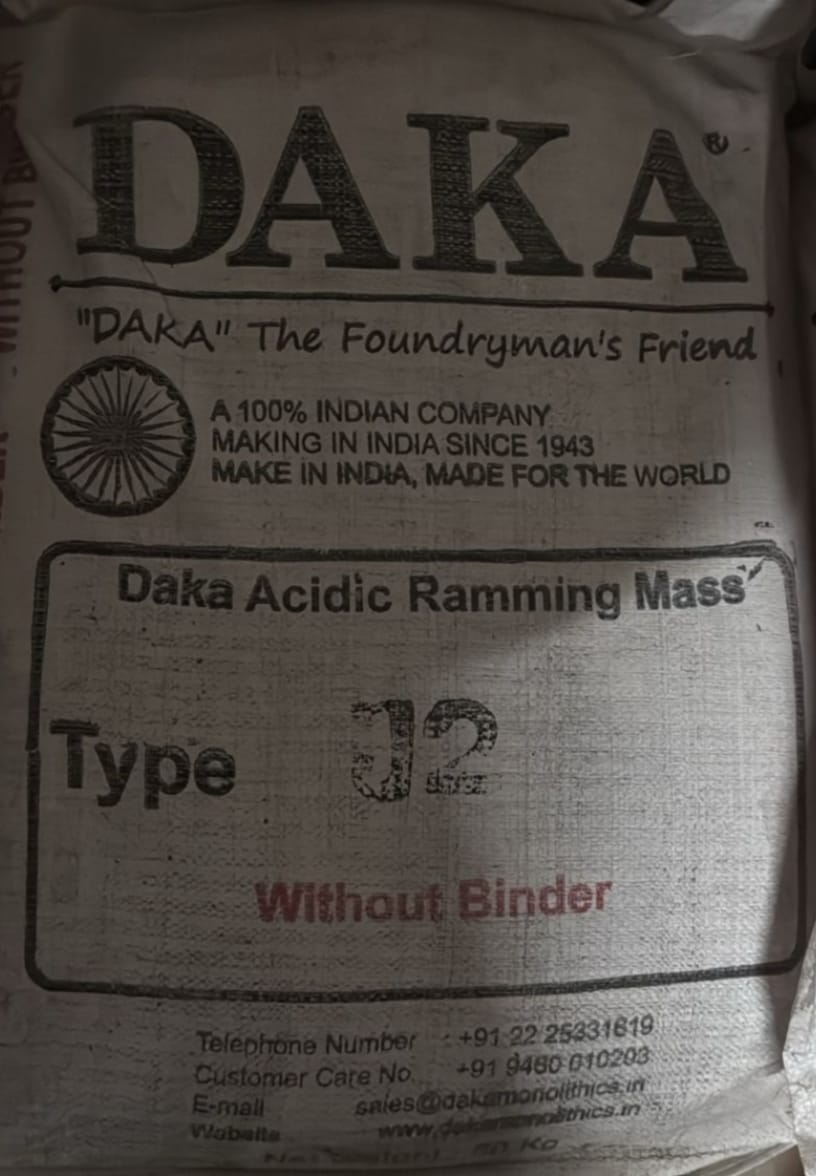 DAKA®
"DAKA" The Foundryman's Friend
A 100% INDIAN COMPANY
MAKING IN INDIA SINCE 1943
MAKE IN INDIA, MADE FOR THE WORLD
Daka Acidic Ramming Mass
Type J2
Without Binder
Telephone Number : +91 22 25331619
Customer Care No. +91 9460 010203
E-mail sales@dakamonolithics.in
Website www.dakamonolithics.in
WITHOUT